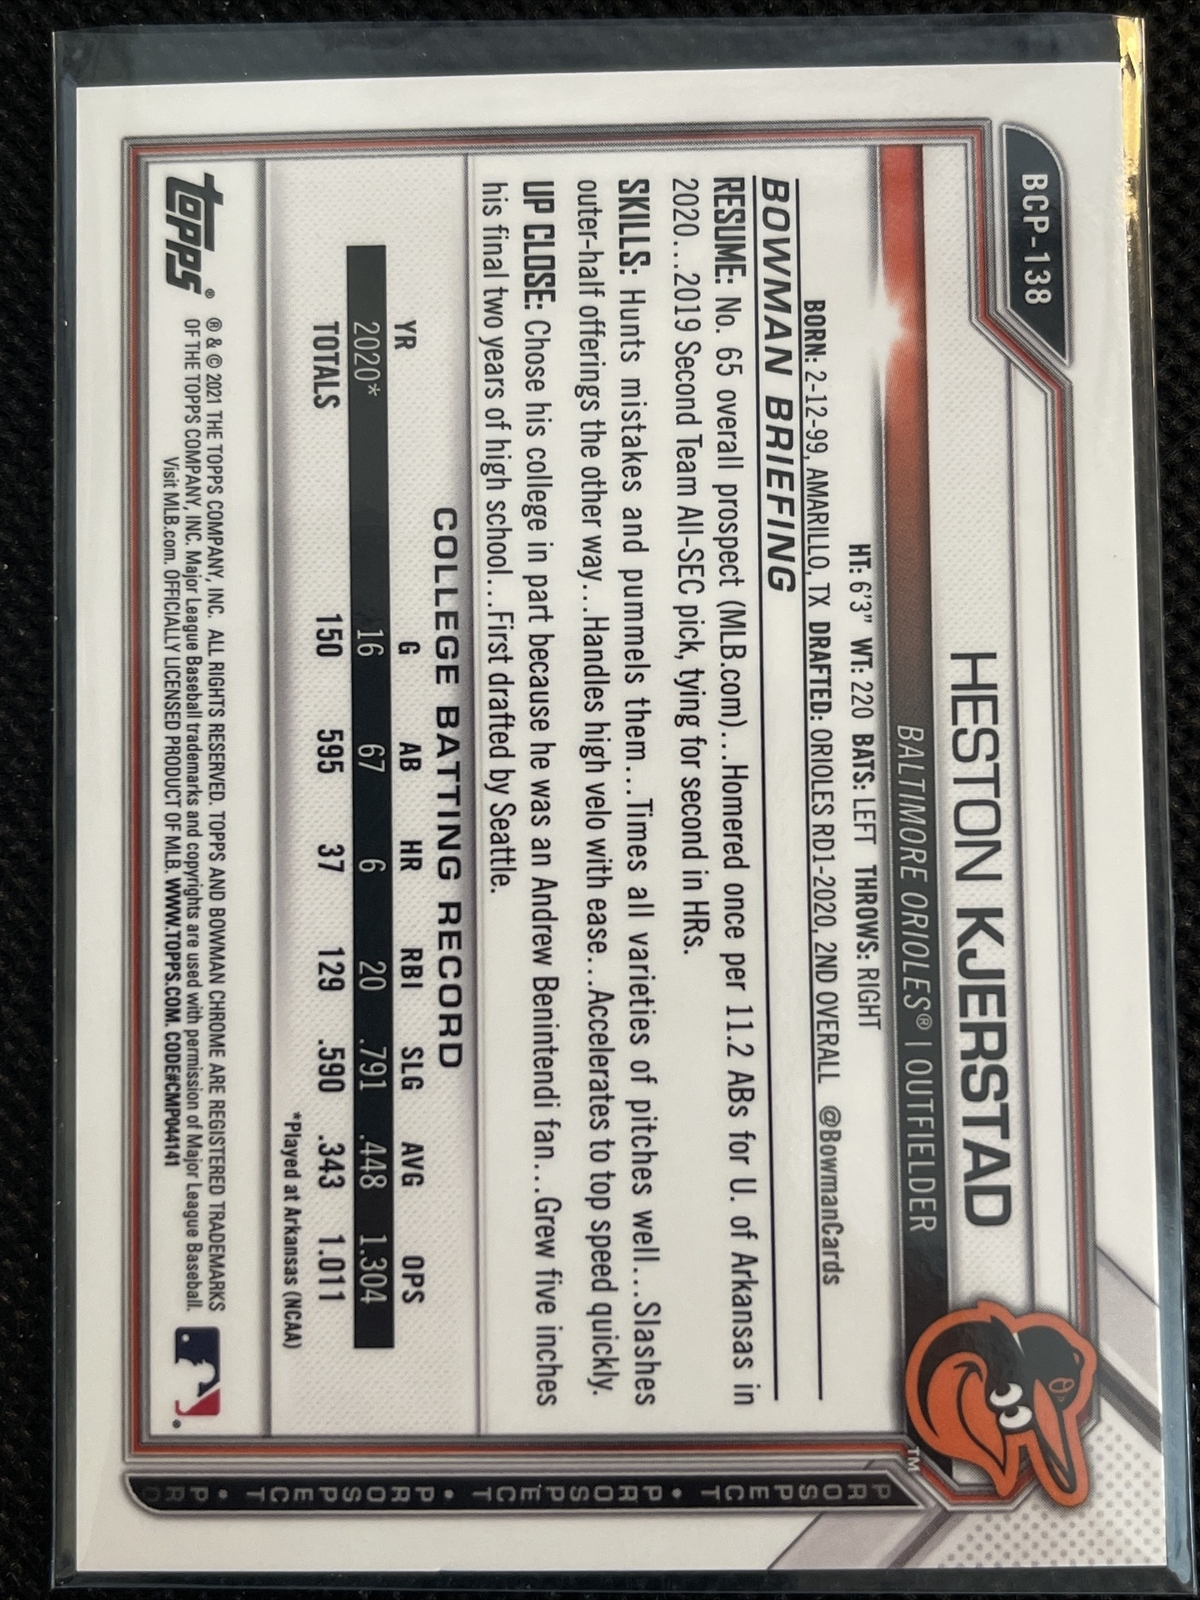 BCP-138
HESTON KJERSTAD
BALTIMORE ORIOLES® | OUTFIELDER
HT: 6'3" WT: 220 BATS: LEFT THROWS: RIGHT
BORN: 2-12-99, AMARILLO, TX DRAFTED: ORIOLES RD1-2020, 2ND OVERALL @BowmanCards
BOWMAN BRIEFING
RESUME: No. 65 overall prospect (MLB.com)...Homered once per 11.2 ABs for U. of Arkansas in
2020...2019 Second Team All-SEC pick, tying for second in HRs.
SKILLS: Hunts mistakes and pummels them...Times all varieties of pitches well...Slashes
outer-half offerings the other way...Handles high velo with ease...Accelerates to top speed quickly.
UP CLOSE: Chose his college in part because he was an Andrew Benintendi fan...Grew five inches
his final two years of high school...First drafted by Seattle.
COLLEGE BATTING RECORD
YR G AB HR RBI SLG AVG OPS
2020* 16 67 6 20 .791 .448 1.304
TOTALS 150 595 37 129 .590 .343 1.011
*Played at Arkansas (NCAA)
topps®
® & © 2021 THE TOPPS COMPANY, INC. ALL RIGHTS RESERVED. TOPPS AND BOWMAN CHROME ARE REGISTERED TRADEMARKS
OF THE TOPPS COMPANY, INC. Major League Baseball trademarks and copyrights are used with permission of Major League Baseball.
Visit MLB.com. OFFICIALLY LICENSED PRODUCT OF MLB. WWW.TOPPS.COM. CODE#CMP044141
TM
PROSPECT • PROSPECT • PROSPECT • PRO